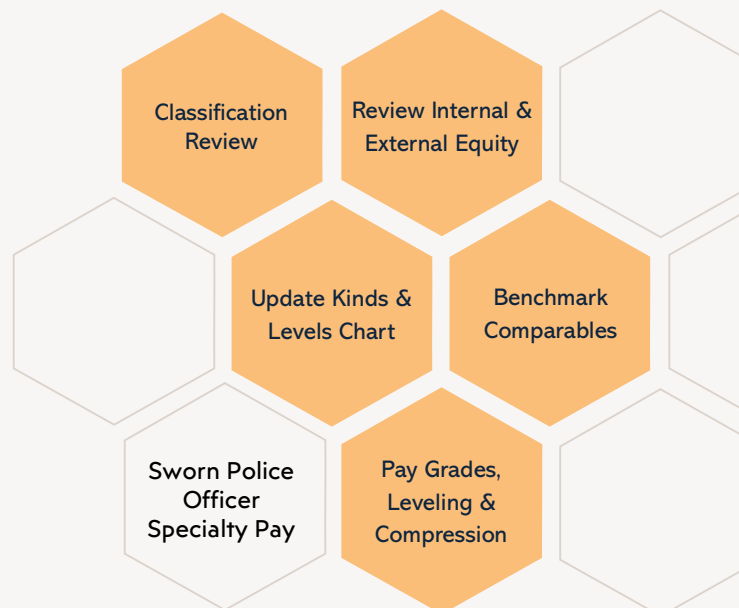 Classification
Review
Review Internal &
External Equity
Update Kinds &
Levels Chart
Benchmark
Comparables
Sworn Police
Officer
Specialty Pay
Pay Grades,
Leveling &
Compression